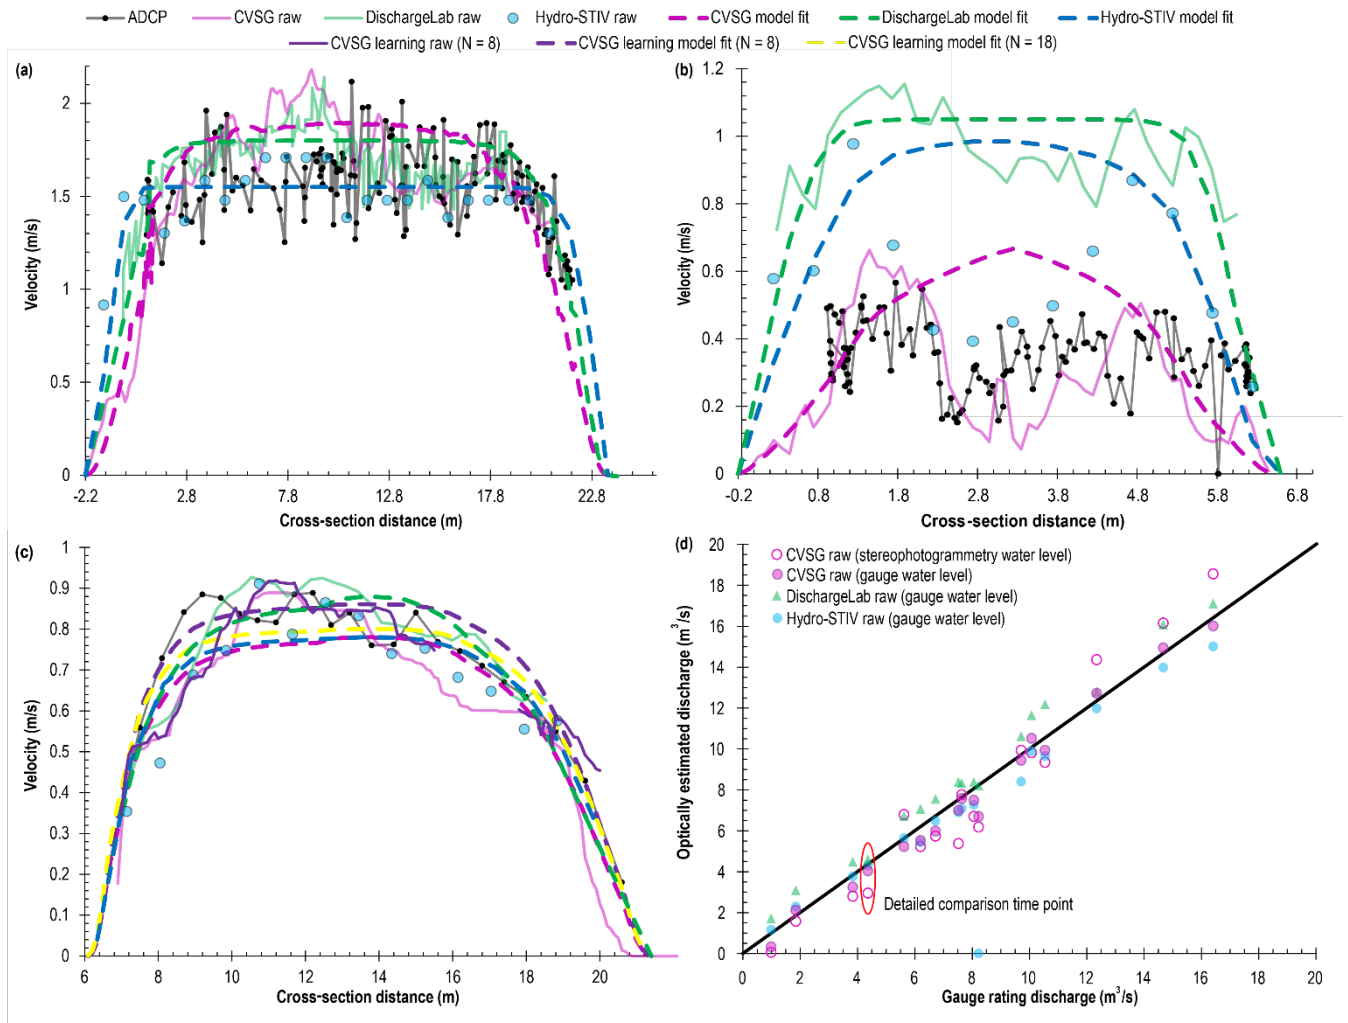 ADCP CVSG raw DischargeLab raw Hydro-STIV raw CVSG model fit DischargeLab model fit Hydro-STIV model fit
CVSG learning raw (N = 8) CVSG learning model fit (N = 8) CVSG learning model fit (N = 18)
(a)
2
1.5
1
0.5
0
Velocity (m/s)
-2.2 2.8 7.8 12.8 17.8 22.8
Cross-section distance (m)
(b)
1.2
1
0.8
0.6
0.4
0.2
0
Velocity (m/s)
-0.2 0.8 1.8 2.8 3.8 4.8 5.8 6.8
Cross-section distance (m)
(c)
1
0.9
0.8
0.7
0.6
0.5
0.4
0.3
0.2
0.1
0
Velocity (m/s)
6 8 10 12 14 16 18 20
Cross-section distance (m)
(d)
20
18
16
14
12
10
8
6
4
2
0
Optically estimated discharge (m³/s)
CVSG raw (stereophotogrammetry water level)
CVSG raw (gauge water level)
DischargeLab raw (gauge water level)
Hydro-STIV raw (gauge water level)
Detailed comparison time point
0 2 4 6 8 10 12 14 16 18 20
Gauge rating discharge (m³/s)